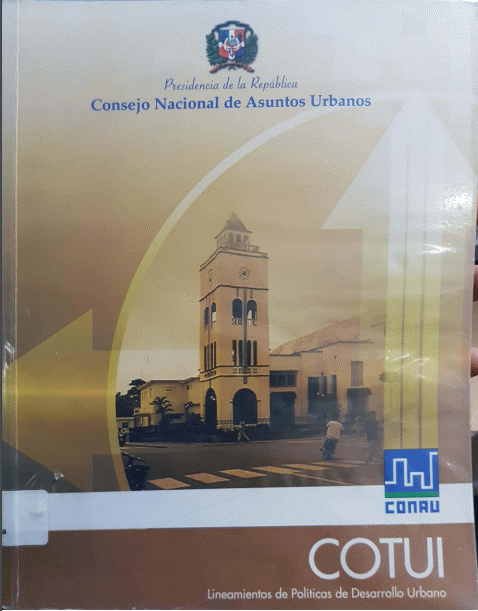 Presidencia de la República
Consejo Nacional de Asuntos Urbanos
CONAU
COTUI
Lineamientos de Políticas de Desarrollo Urbano